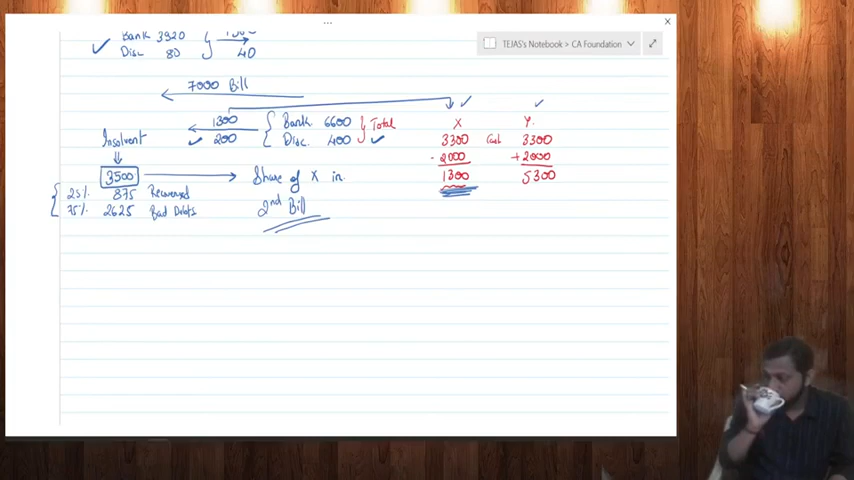 TEJAS's Notebook > CA Foundation
Bank 3920
Disc 80 40
7000 Bill
1300 Bank 6600 Total X Y.
Insolvent 200 Disc. 400 3300 Cash 3300
- 2000 + 2000
3500 Share of X in 1300 5300
25% 875 Recovered 2nd Bill
75% 2625 Bad Debts